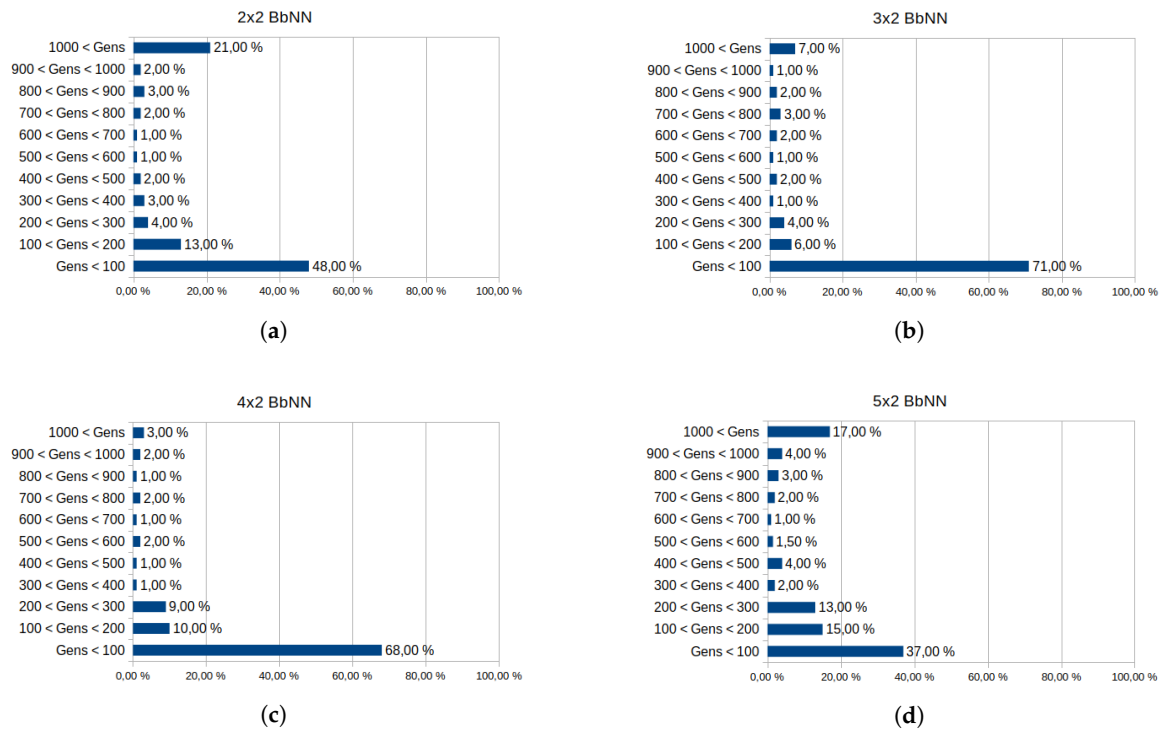 2x2 BbNN
1000 < Gens 21,00 %
900 < Gens < 1000 2,00 %
800 < Gens < 900 3,00 %
700 < Gens < 800 2,00 %
600 < Gens < 700 1,00 %
500 < Gens < 600 1,00 %
400 < Gens < 500 2,00 %
300 < Gens < 400 3,00 %
200 < Gens < 300 4,00 %
100 < Gens < 200 13,00 %
Gens < 100 48,00 %
0,00 % 20,00 % 40,00 % 60,00 % 80,00 % 100,00 %
(a)
3x2 BbNN
1000 < Gens 7,00 %
900 < Gens < 1000 1,00 %
800 < Gens < 900 2,00 %
700 < Gens < 800 3,00 %
600 < Gens < 700 2,00 %
500 < Gens < 600 1,00 %
400 < Gens < 500 2,00 %
300 < Gens < 400 1,00 %
200 < Gens < 300 4,00 %
100 < Gens < 200 6,00 %
Gens < 100 71,00 %
0,00 % 20,00 % 40,00 % 60,00 % 80,00 % 100,00 %
(b)
4x2 BbNN
1000 < Gens 3,00 %
900 < Gens < 1000 2,00 %
800 < Gens < 900 1,00 %
700 < Gens < 800 2,00 %
600 < Gens < 700 1,00 %
500 < Gens < 600 2,00 %
400 < Gens < 500 1,00 %
300 < Gens < 400 1,00 %
200 < Gens < 300 9,00 %
100 < Gens < 200 10,00 %
Gens < 100 68,00 %
0,00 % 20,00 % 40,00 % 60,00 % 80,00 % 100,00 %
(c)
5x2 BbNN
1000 < Gens 17,00 %
900 < Gens < 1000 4,00 %
800 < Gens < 900 3,00 %
700 < Gens < 800 2,00 %
600 < Gens < 700 1,00 %
500 < Gens < 600 1,50 %
400 < Gens < 500 4,00 %
300 < Gens < 400 2,00 %
200 < Gens < 300 13,00 %
100 < Gens < 200 15,00 %
Gens < 100 37,00 %
0,00 % 20,00 % 40,00 % 60,00 % 80,00 % 100,00 %
(d)